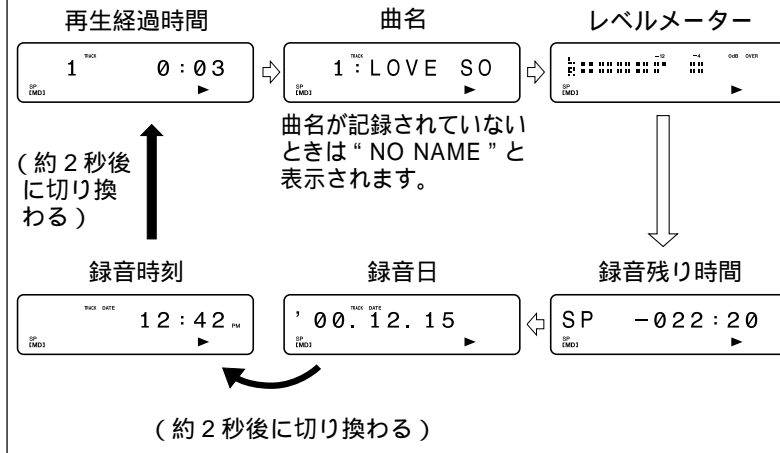 再生経過時間
TRACK
1 0:03
SP
[MD]
曲名
TRACK
1:LOVE SO
SP
[MD]
曲名が記録されていない
ときは“NO NAME”と
表示されます。
レベルメーター
-12 -4 0dB OVER
SP
[MD]
録音残り時間
SP -022:20
SP
[MD]
録音日
TRACK DATE
'00.12.15
SP
[MD]
(約2秒後に切り換わる)
録音時刻
TRACK DATE
12:42 PM
SP
[MD]
(約2秒後
に切り換
わる)